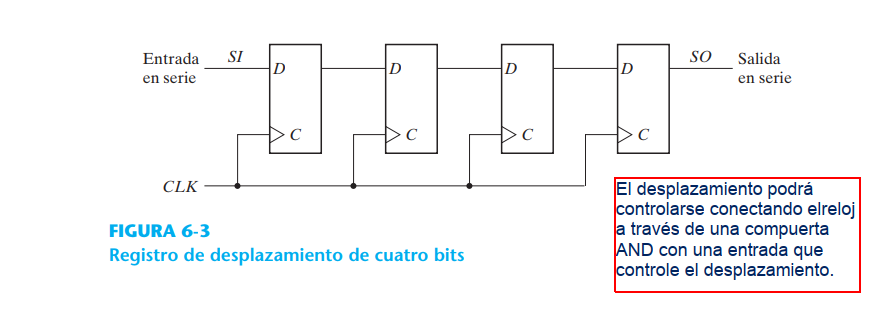 Entrada
en serie
SI
D
D
D
D
SO
Salida
en serie
C
C
C
C
CLK
El desplazamiento podrá
controlarse conectando elreloj
a través de una compuerta
AND con una entrada que
controle el desplazamiento.
FIGURA 6-3
Registro de desplazamiento de cuatro bits